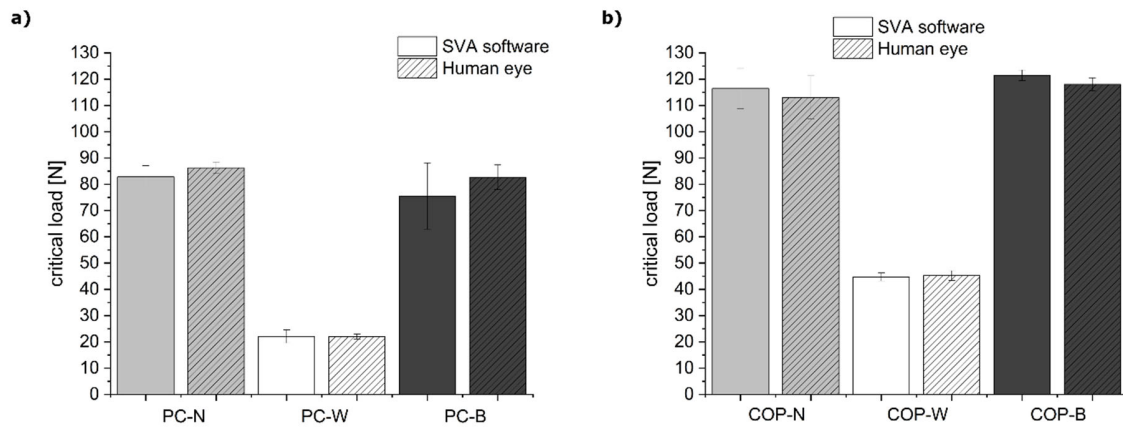 a)
SVA software
Human eye
critical load [N]
130
120
110
100
90
80
70
60
50
40
30
20
10
0
PC-N PC-W PC-B
b)
SVA software
Human eye
critical load [N]
130
120
110
100
90
80
70
60
50
40
30
20
10
0
COP-N COP-W COP-B